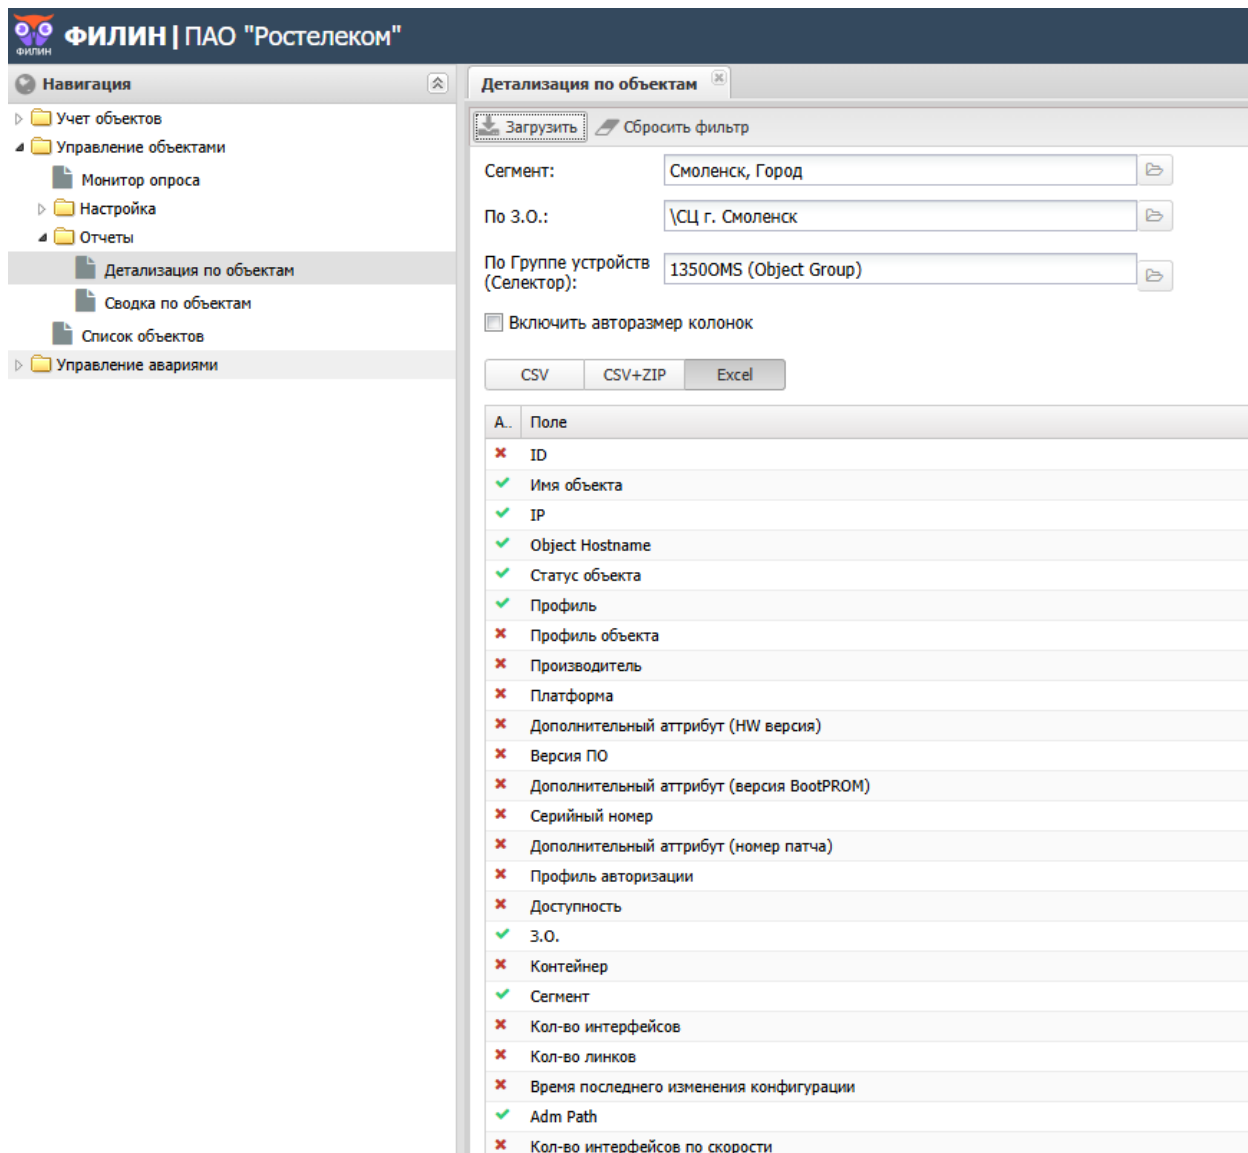 ФИЛИН | ПАО "Ростелеком"
ФИЛИН
Навигация
Учет объектов
Управление объектами
Монитор опроса
Настройка
Отчеты
Детализация по объектам
Сводка по объектам
Список объектов
Управление авариями
Детализация по объектам
Загрузить
Сбросить фильтр
Сегмент:
Смоленск, Город
По З.О.:
\СЦ г. Смоленск
По Группе устройств
(Селектор):
1350OMS (Object Group)
Включить авторазмер колонок
CSV
CSV+ZIP
Excel
А..
Поле
ID
Имя объекта
IP
Object Hostname
Статус объекта
Профиль
Профиль объекта
Производитель
Платформа
Дополнительный аттрибут (HW версия)
Версия ПО
Дополнительный аттрибут (версия BootPROM)
Серийный номер
Дополнительный аттрибут (номер патча)
Профиль авторизации
Доступность
З.О.
Контейнер
Сегмент
Кол-во интерфейсов
Кол-во линков
Время последнего изменения конфигурации
Adm Path
Кол-во интерфейсов по скорости